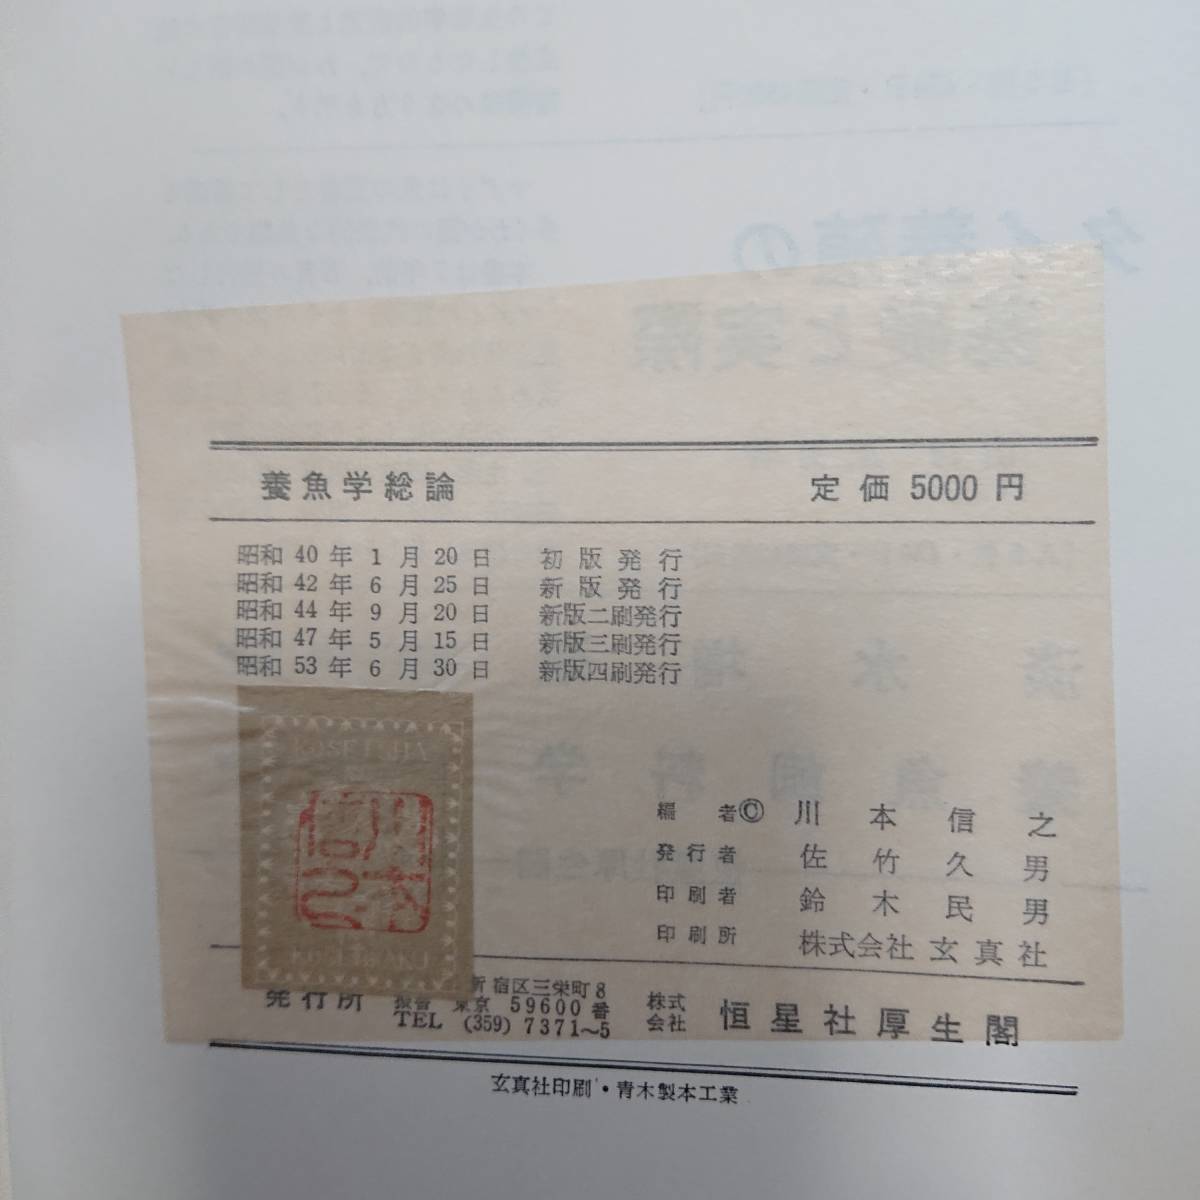 養魚学総論 定価 5000 円
昭和 40 年 1 月 20 日 初版発行
昭和 42 年 6 月 25 日 新版発行
昭和 44 年 9 月 20 日 新版二刷発行
昭和 47 年 5 月 15 日 新版三刷発行
昭和 53 年 6 月 30 日 新版四刷発行
KOSEISHA
編者 © 川本信之
発行者 佐竹久男
印刷者 鈴木民男
印刷所 株式会社玄真社
発行所 新宿区三栄町8
振替 東京 59600 番
TEL (359) 7371~5
株式会社 恒星社厚生閣
玄真社印刷・青木製本工業